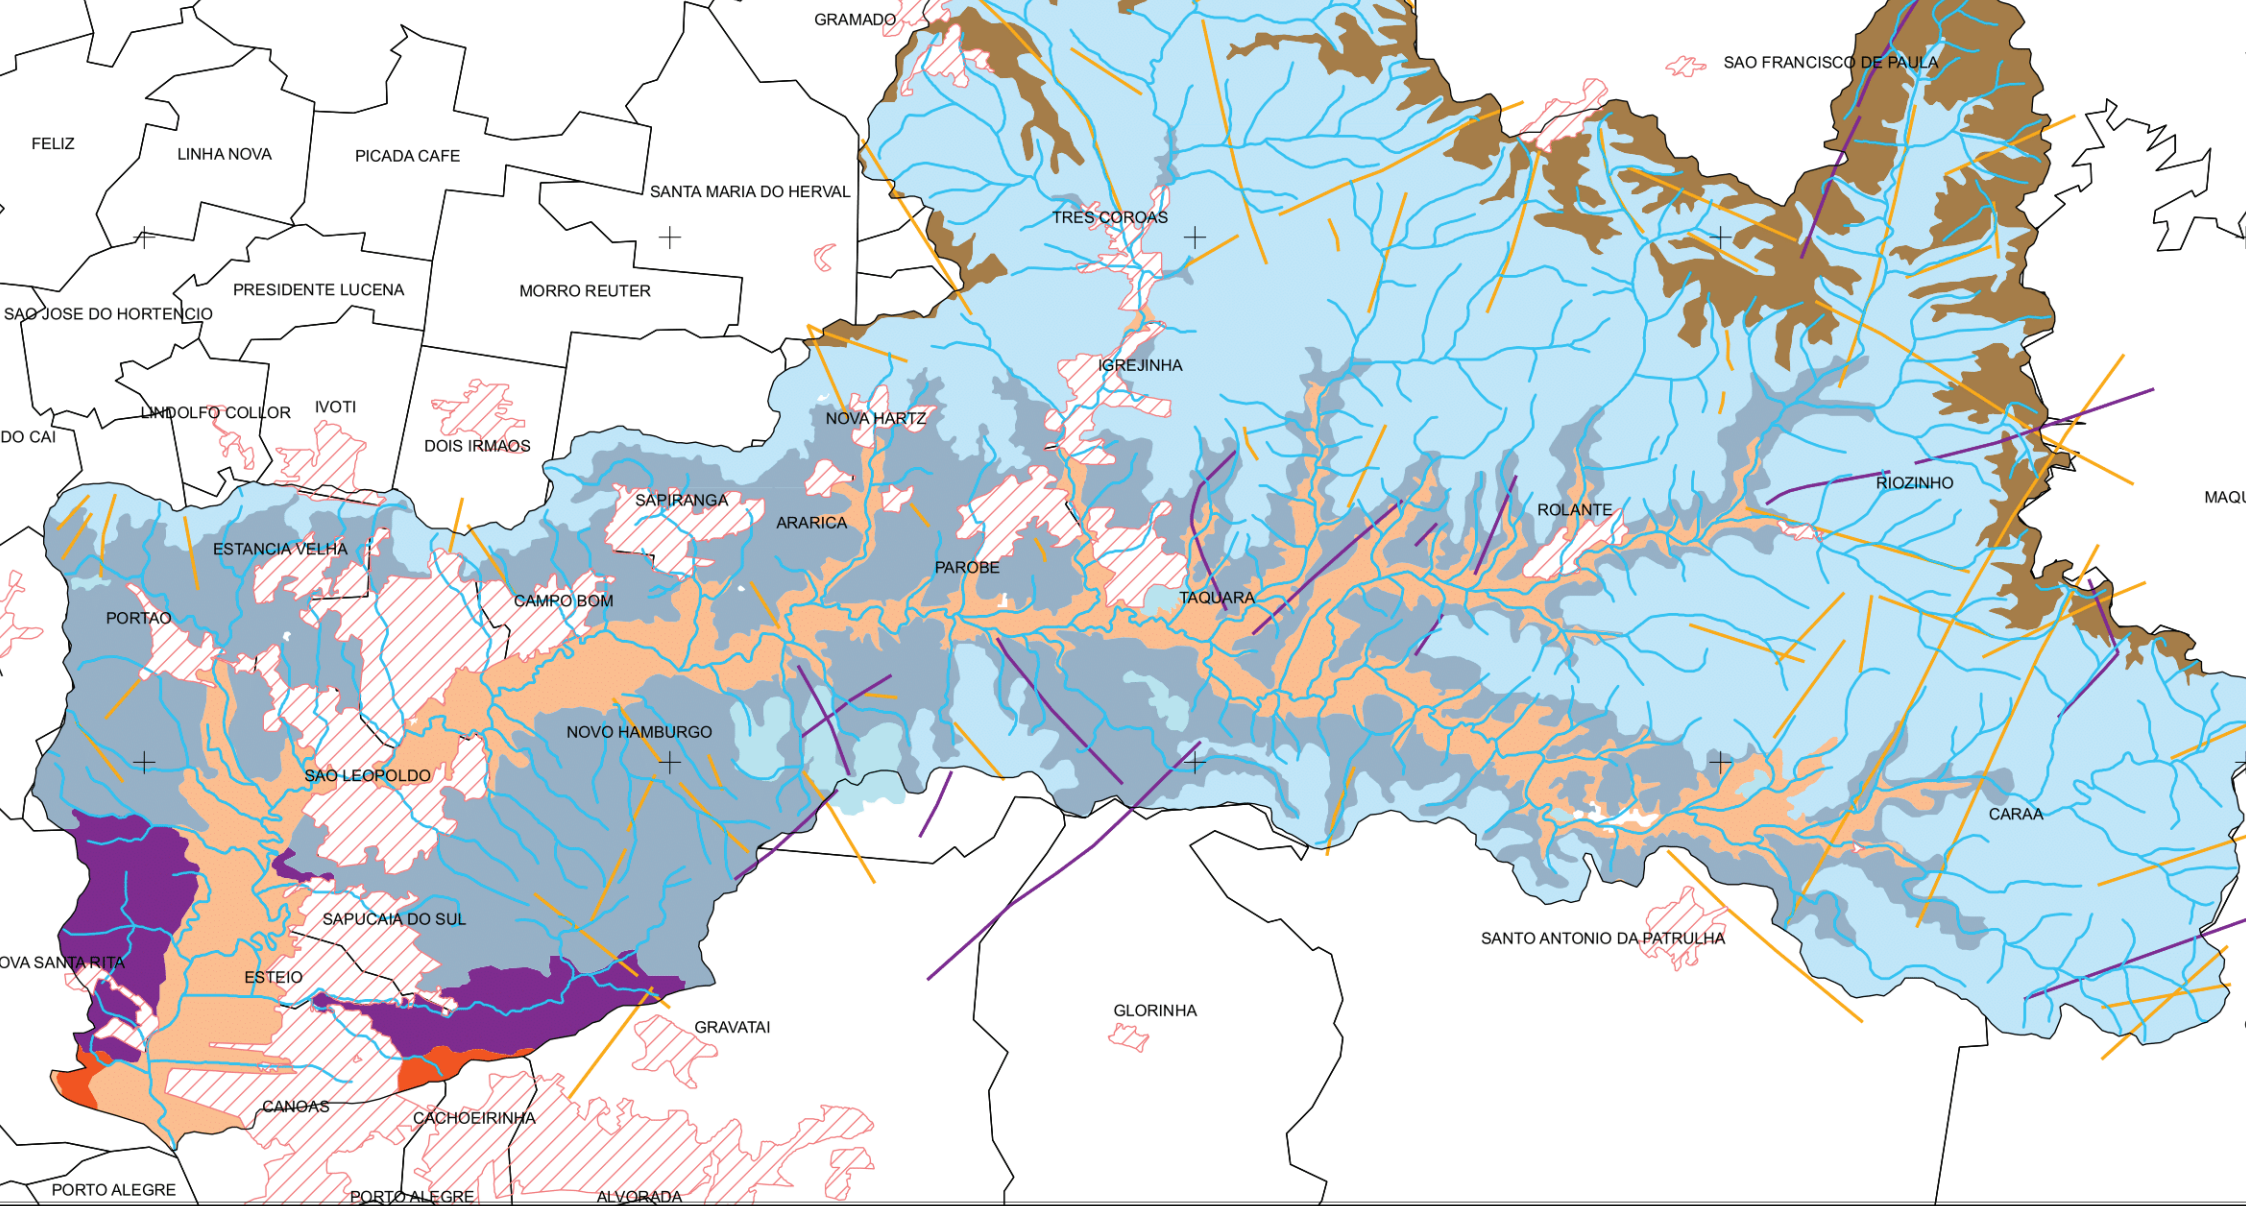 GRAMADO
SAO FRANCISCO DE PAULA
FELIZ
LINHA NOVA
PICADA CAFE
SANTA MARIA DO HERVAL
TRES COROAS
PRESIDENTE LUCENA
MORRO REUTER
SAO JOSE DO HORTENCIO
IGREJINHA
LINDOLFO COLLOR
IVOTI
NOVA HARTZ
DO CAI
DOIS IRMAOS
RIOZINHO
MAQU
SAPIRANGA
ROLANTE
ARARICA
ESTANCIA VELHA
PAROBE
CAMPO BOM
TAQUARA
PORTAO
NOVO HAMBURGO
SAO LEOPOLDO
CARAA
SAPUCAIA DO SUL
SANTO ANTONIO DA PATRULHA
OVA SANTA RITA
ESTEIO
GLORINHA
GRAVATAI
CANOAS
CACHOEIRINHA
PORTO ALEGRE
PORTO ALEGRE
ALVORADA